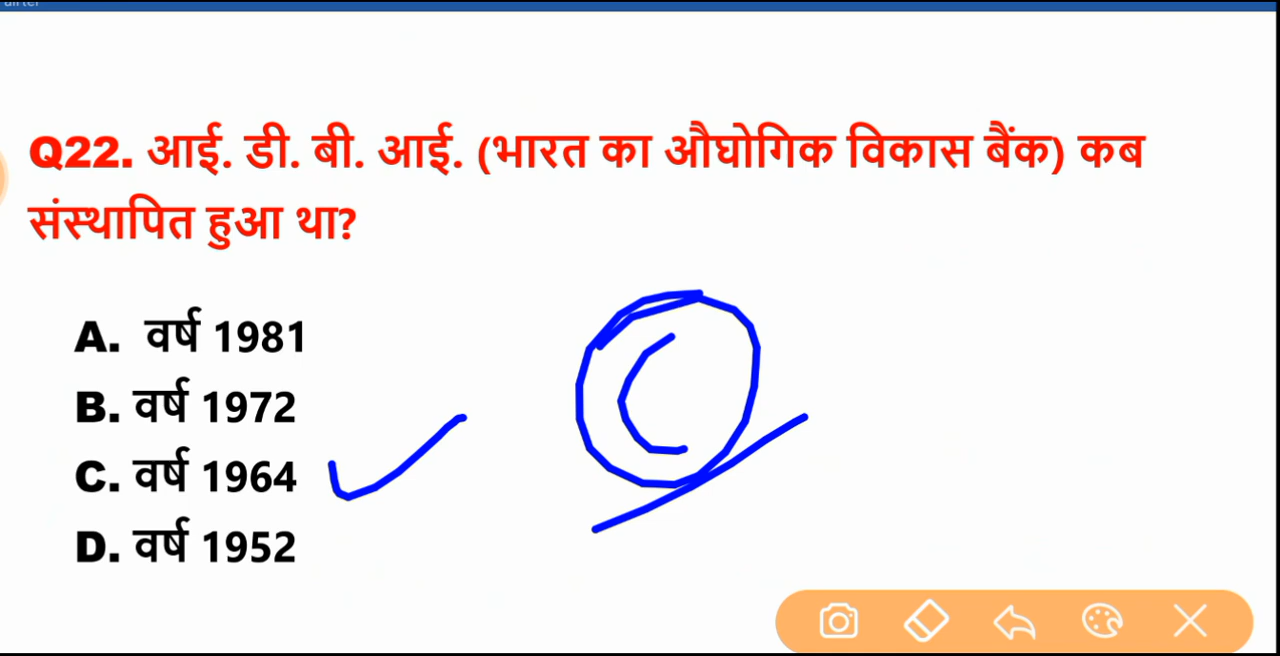 Q22. आई. डी. बी. आई. (भारत का औघोगिक विकास बैंक) कब
संस्थापित हुआ था?
A. वर्ष 1981
B. वर्ष 1972
C. वर्ष 1964
D. वर्ष 1952
C